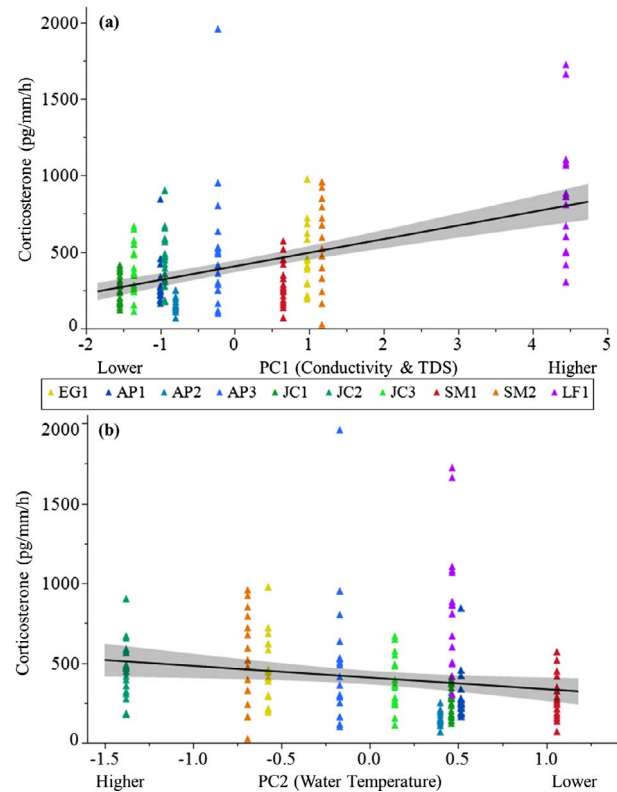 (a)
2000
1500
1000
500
0
Corticosterone (pg/mm/h)
-2 -1 0 1 2 3 4 5
Lower PC1 (Conductivity & TDS) Higher
EG1 AP1 AP2 AP3 JC1 JC2 JC3 SM1 SM2 LF1
(b)
2000
1500
1000
500
0
Corticosterone (pg/mm/h)
-1.5 -1.0 -0.5 0.0 0.5 1.0
Higher PC2 (Water Temperature) Lower